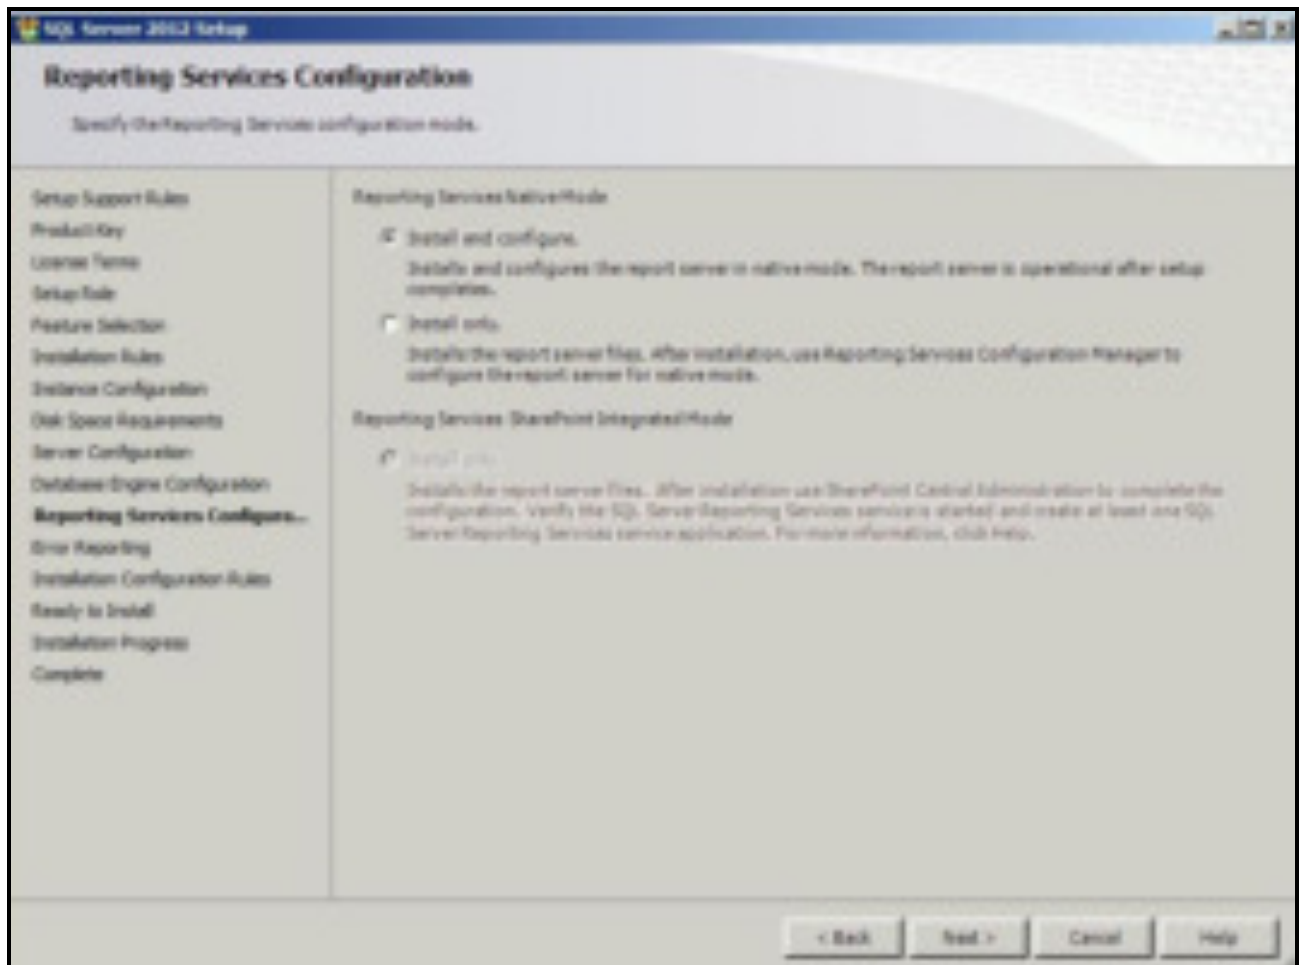 SQL Server 2012 Setup
Reporting Services Configuration
Specify the Reporting Services configuration mode.
Setup Support Rules
Product Key
License Terms
Setup Role
Feature Selection
Installation Rules
Instance Configuration
Disk Space Requirements
Server Configuration
Database Engine Configuration
Reporting Services Configura...
Error Reporting
Installation Configuration Rules
Ready to Install
Installation Progress
Complete
Reporting Services Native Mode
Install and configure.
Installs and configures the report server in native mode. The report server is operational after setup
completes.
Install only.
Installs the report server files. After installation, use Reporting Services Configuration Manager to
configure the report server for native mode.
Reporting Services SharePoint Integrated Mode
Install only.
Installs the report server files. After installation use SharePoint Central Administration to complete the
configuration. Verify the SQL Server Reporting Services service is started and create at least one SQL
Server Reporting Services service application. For more information, click Help.
< Back
Next >
Cancel
Help